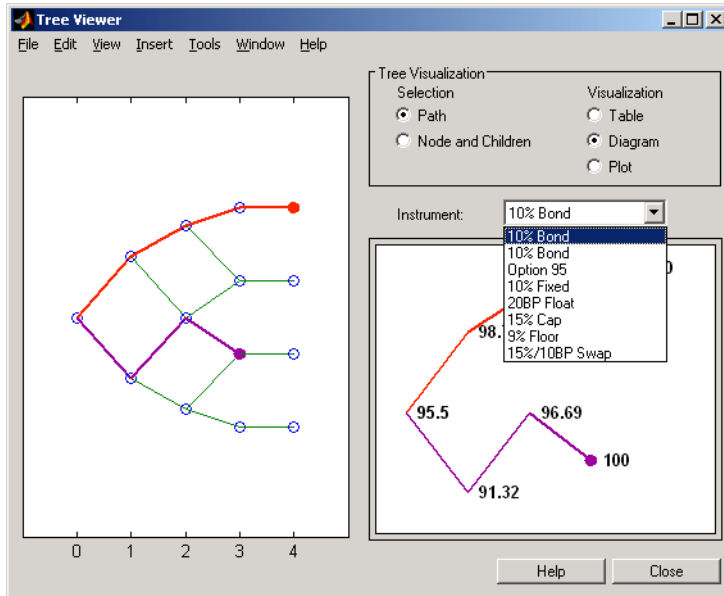 Tree Viewer
File Edit View Insert Tools Window Help
Tree Visualization
Selection Visualization
Path Table
Node and Children Diagram
Plot
Instrument: 10% Bond
10% Bond
10% Bond
Option 95
10% Fixed
20BP Float
15% Cap
9% Floor
15%/10BP Swap
95.5 96.69
100
91.32
0 1 2 3 4
Help Close